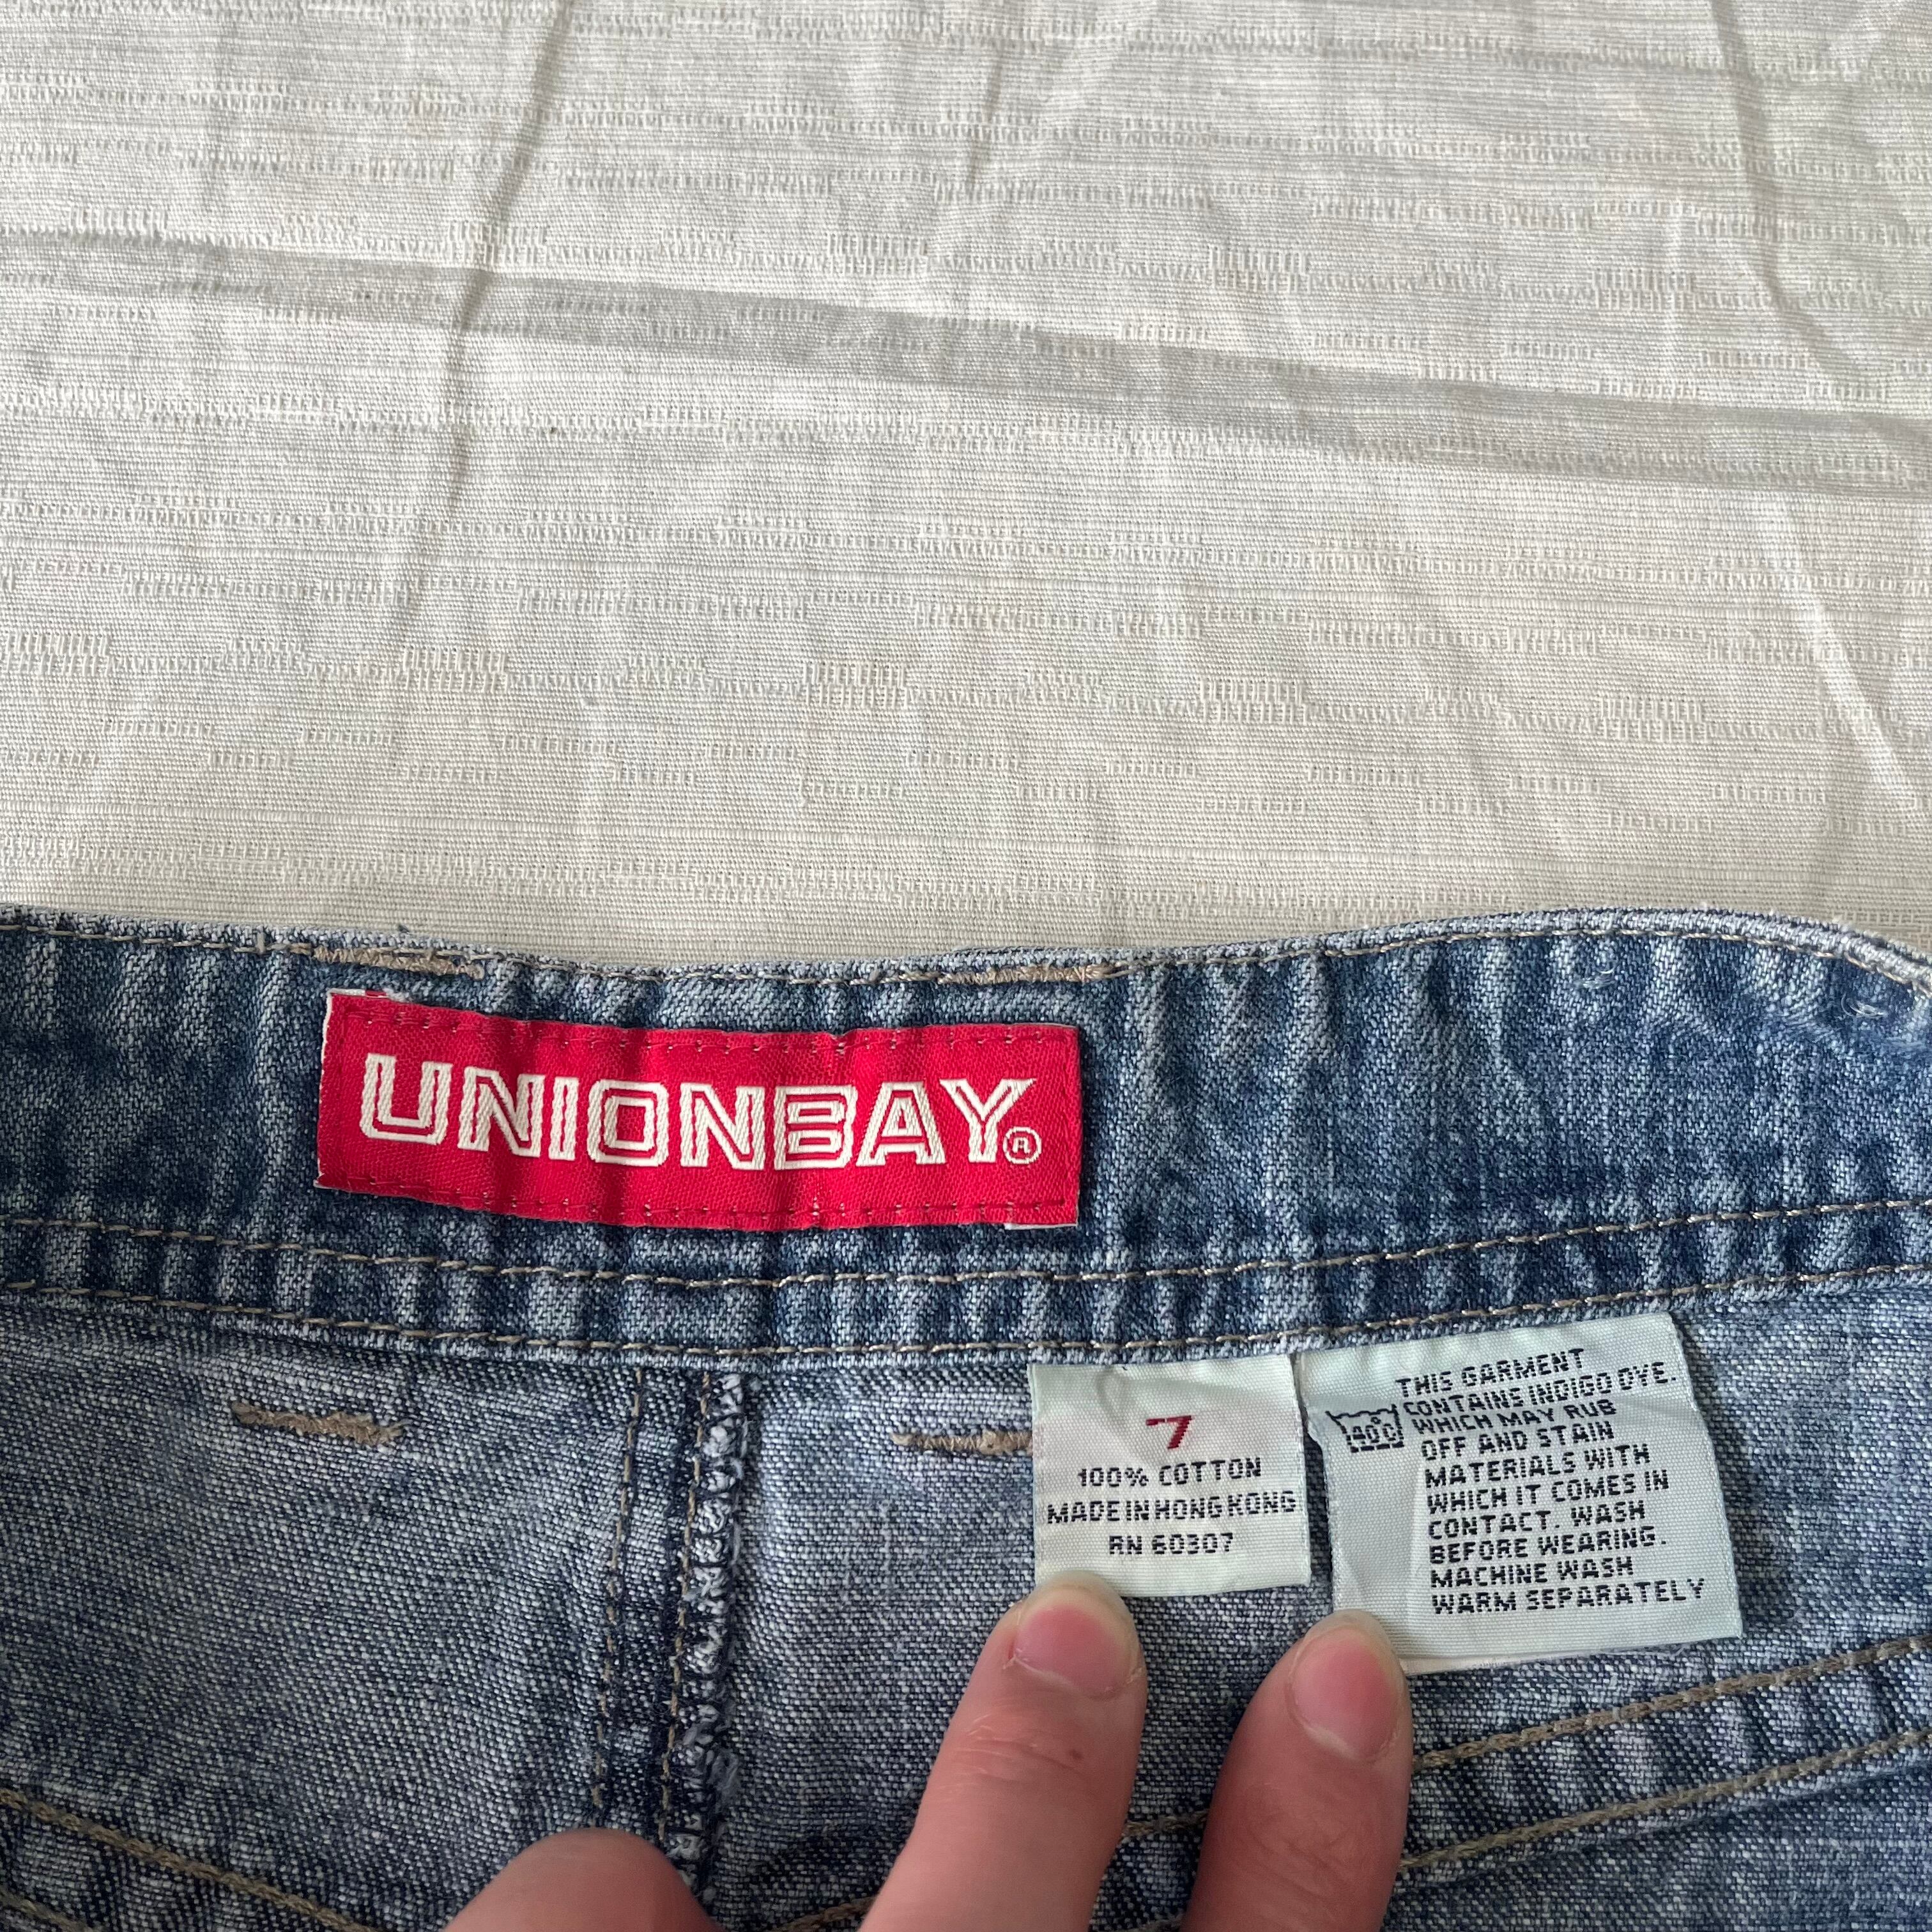 UNIONBAY®
7
100% COTTON
MADE IN HONG KONG
RN 60307
40C
THIS GARMENT
CONTAINS INDIGO DYE.
WHICH MAY RUB
OFF AND STAIN
MATERIALS WITH
WHICH IT COMES IN
CONTACT. WASH
BEFORE WEARING.
MACHINE WASH
WARM SEPARATELY